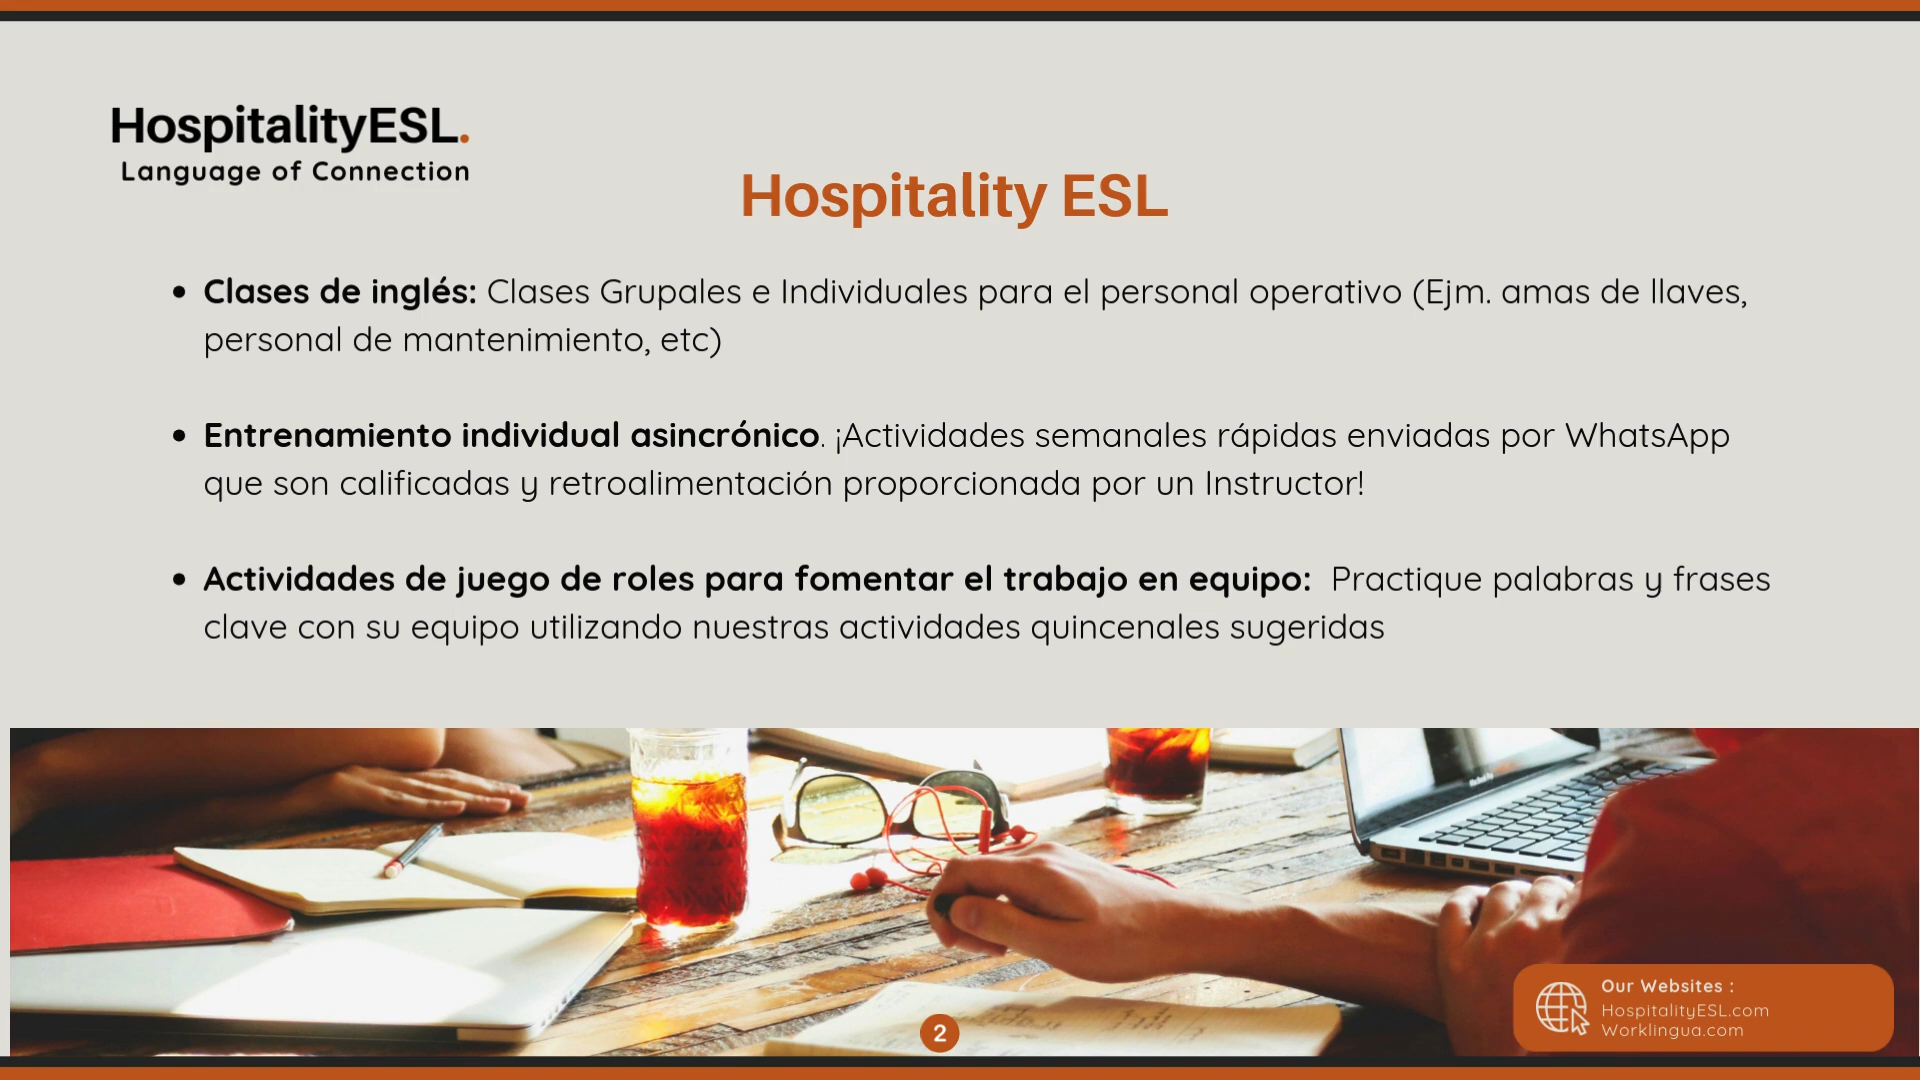 HospitalityESL.
Language of Connection
Hospitality ESL
• Clases de inglés: Clases Grupales e Individuales para el personal operativo (Ejm. amas de llaves,
personal de mantenimiento, etc)
• Entrenamiento individual asincrónico. ¡Actividades semanales rápidas enviadas por WhatsApp
que son calificadas y retroalimentación proporcionada por un Instructor!
• Actividades de juego de roles para fomentar el trabajo en equipo: Practique palabras y frases
clave con su equipo utilizando nuestras actividades quincenales sugeridas
2
Our Websites :
HospitalityESL.com
Worklingua.com